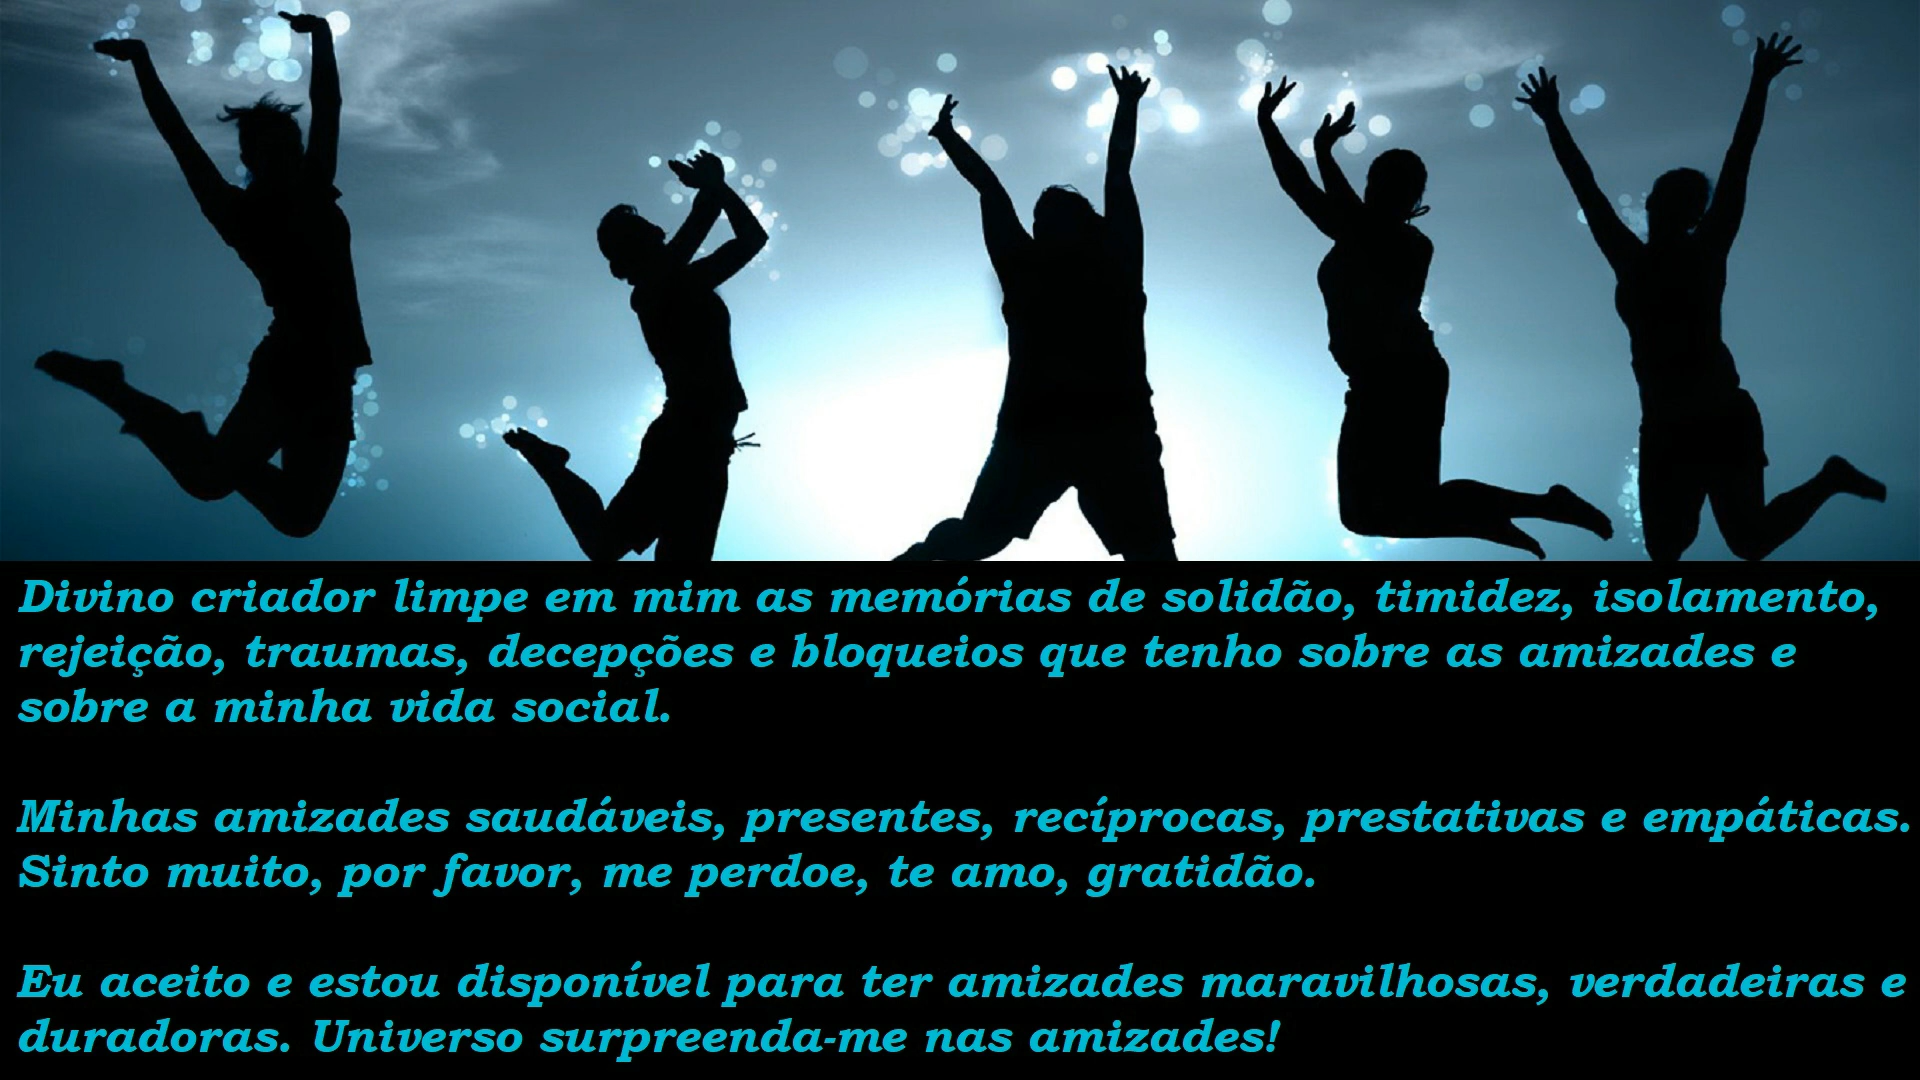 Divino criador limpe em mim as memórias de solidão, timidez, isolamento,
rejeição, traumas, decepções e bloqueios que tenho sobre as amizades e
sobre a minha vida social.
Minhas amizades saudáveis, presentes, recíprocas, prestativas e empáticas.
Sinto muito, por favor, me perdoe, te amo, gratidão.
Eu aceito e estou disponível para ter amizades maravilhosas, verdadeiras e
duradoras. Universo surpreenda-me nas amizades!